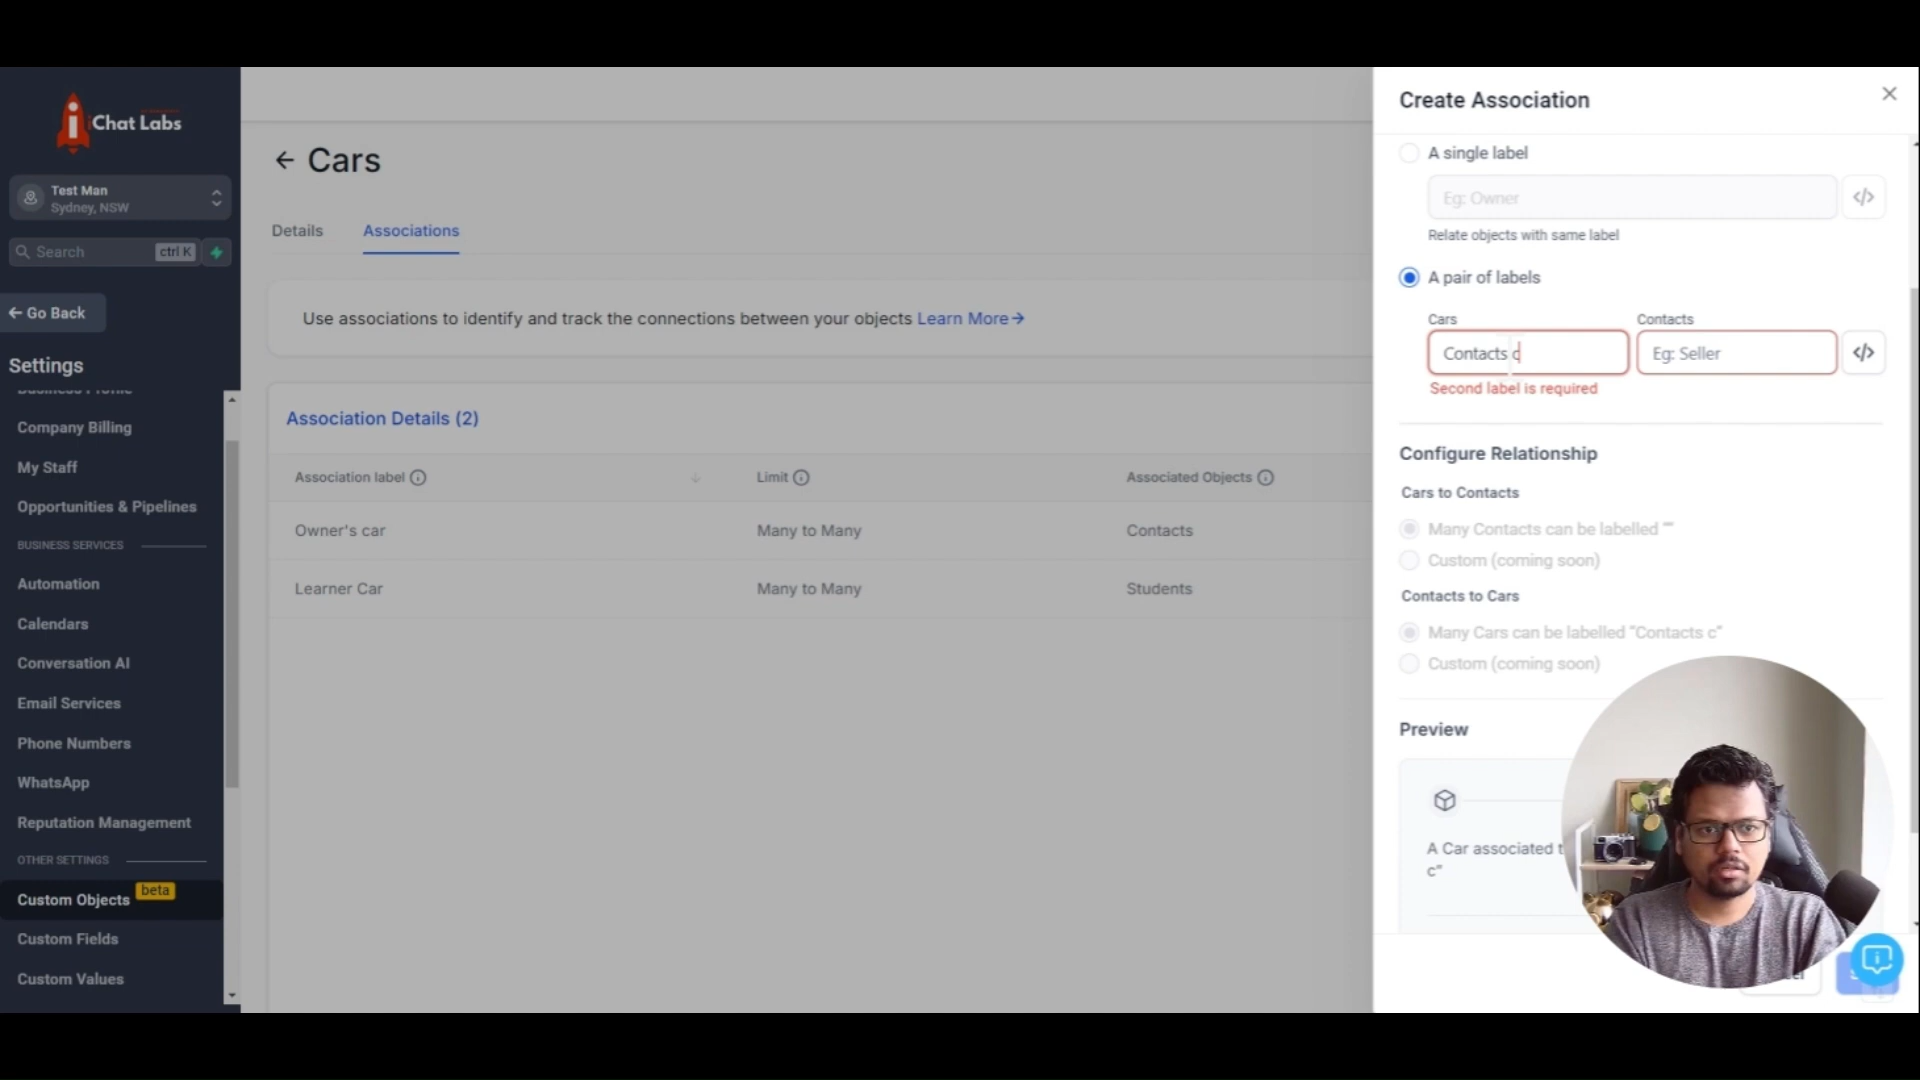 Chat Labs
Test Man
Sydney, NSW
Search
ctrl K
Go Back
Settings
Business Profile
Company Billing
My Staff
Opportunities & Pipelines
BUSINESS SERVICES
Automation
Calendars
Conversation AI
Email Services
Phone Numbers
WhatsApp
Reputation Management
OTHER SETTINGS
Custom Objects beta
Custom Fields
Custom Values
Cars
Details
Associations
Use associations to identify and track the connections between your objects Learn More
Association Details (2)
Association label
Limit
Associated Objects
Owner's car
Many to Many
Contacts
Learner Car
Many to Many
Students
Create Association
A single label
Eg: Owner
</>
Relate objects with same label
A pair of labels
Cars
Contacts
Contacts c
Eg: Seller
</>
Second label is required
Configure Relationship
Cars to Contacts
Many Contacts can be labelled ""
Custom (coming soon)
Contacts to Cars
Many Cars can be labelled "Contacts c"
Custom (coming soon)
Preview
A Car associated
c"